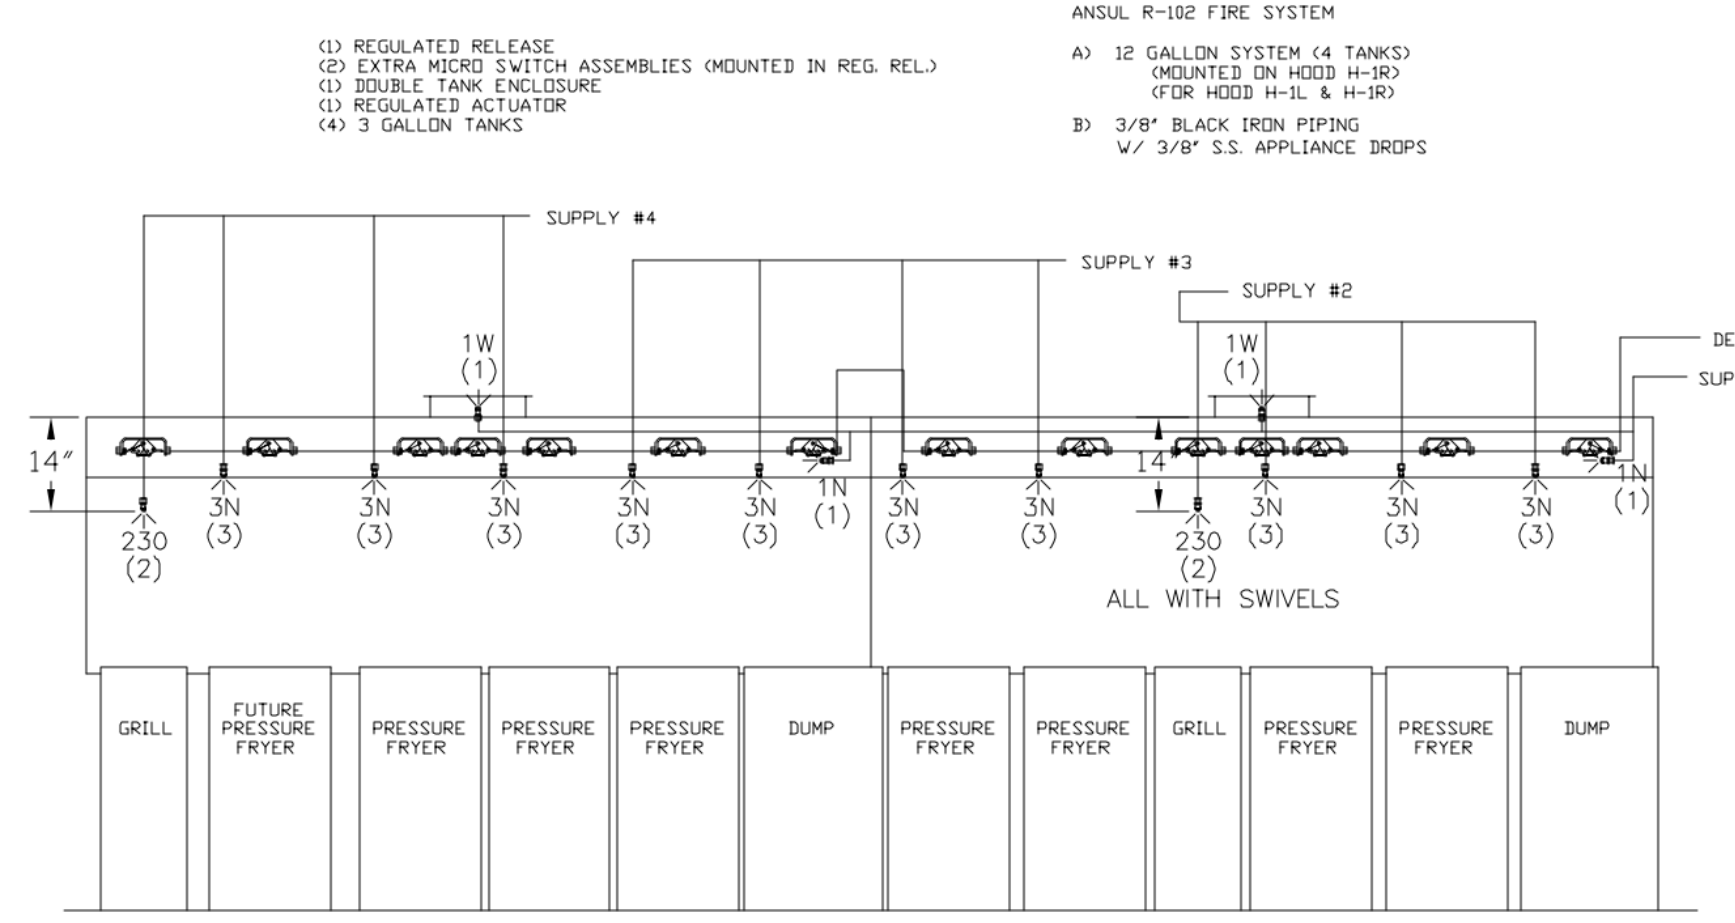 ANSUL R-102 FIRE SYSTEM
(1) REGULATED RELEASE
(2) EXTRA MICRO SWITCH ASSEMBLIES (MOUNTED IN REG. REL.)
(1) DOUBLE TANK ENCLOSURE
(1) REGULATED ACTUATOR
(4) 3 GALLON TANKS
A) 12 GALLON SYSTEM (4 TANKS)
(MOUNTED ON HOOD H-1R)
(FOR HOOD H-1L & H-1R)
B) 3/8" BLACK IRON PIPING
W/ 3/8" S.S. APPLIANCE DROPS
SUPPLY #4
SUPPLY #3
SUPPLY #2
DE
SUP
1W
(1)
1W
(1)
14"
14"
1N
(1)
1N
(1)
230
(2)
3N
(3)
3N
(3)
3N
(3)
3N
(3)
3N
(3)
3N
(3)
3N
(3)
230
(2)
3N
(3)
3N
(3)
3N
(3)
ALL WITH SWIVELS
GRILL
FUTURE
PRESSURE
FRYER
PRESSURE
FRYER
PRESSURE
FRYER
PRESSURE
FRYER
DUMP
PRESSURE
FRYER
PRESSURE
FRYER
GRILL
PRESSURE
FRYER
PRESSURE
FRYER
DUMP